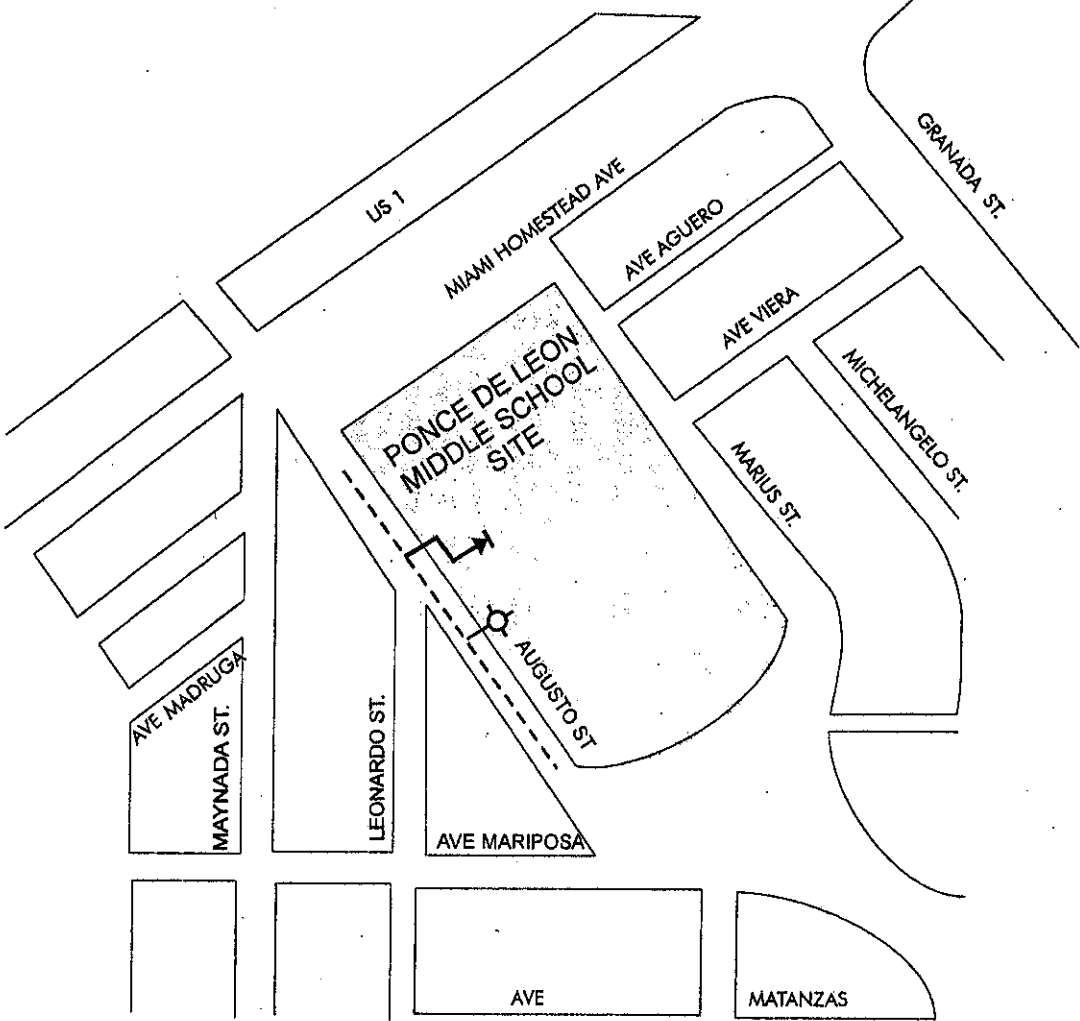 GRANADA ST.
US 1
MIAMI HOMESTEAD AVE
AVE AGUERO
AVE VIERA
PONCE DE LEON
MIDDLE SCHOOL
SITE
MICHELANGELO ST.
MARIUS ST.
AUGUSTO ST
AVE MADRUGA
MAYNADA ST.
LEONARDO ST.
AVE MARIPOSA
AVE
MATANZAS